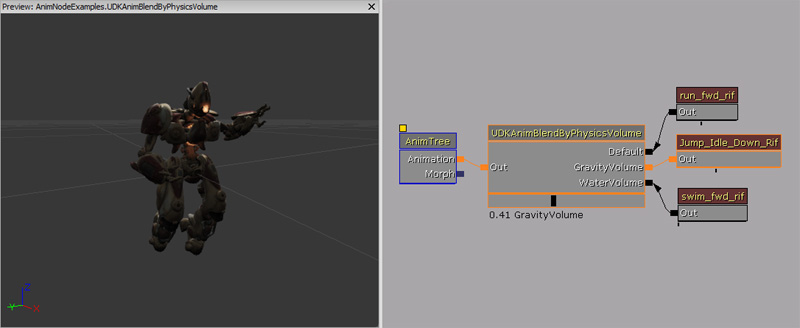 Preview: AnimNodeExamples.UDKAnimBlendByPhysicsVolume
Z
Y
X
AnimTree
Animation
Morph
UDKAnimBlendByPhysicsVolume
Default
Out
GravityVolume
WaterVolume
0.41 GravityVolume
run_fwd_rif
Out
Jump_Idle_Down_Rif
Out
swim_fwd_rif
Out